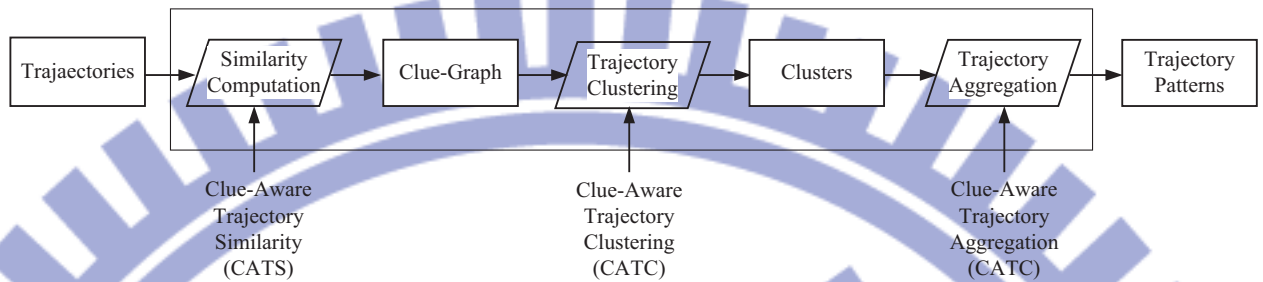 Trajaectories
Similarity
Computation
Clue-Graph
Trajectory
Clustering
Clusters
Trajectory
Aggregation
Trajectory
Patterns
Clue-Aware
Trajectory
Similarity
(CATS)
Clue-Aware
Trajectory
Clustering
(CATC)
Clue-Aware
Trajectory
Aggregation
(CATC)